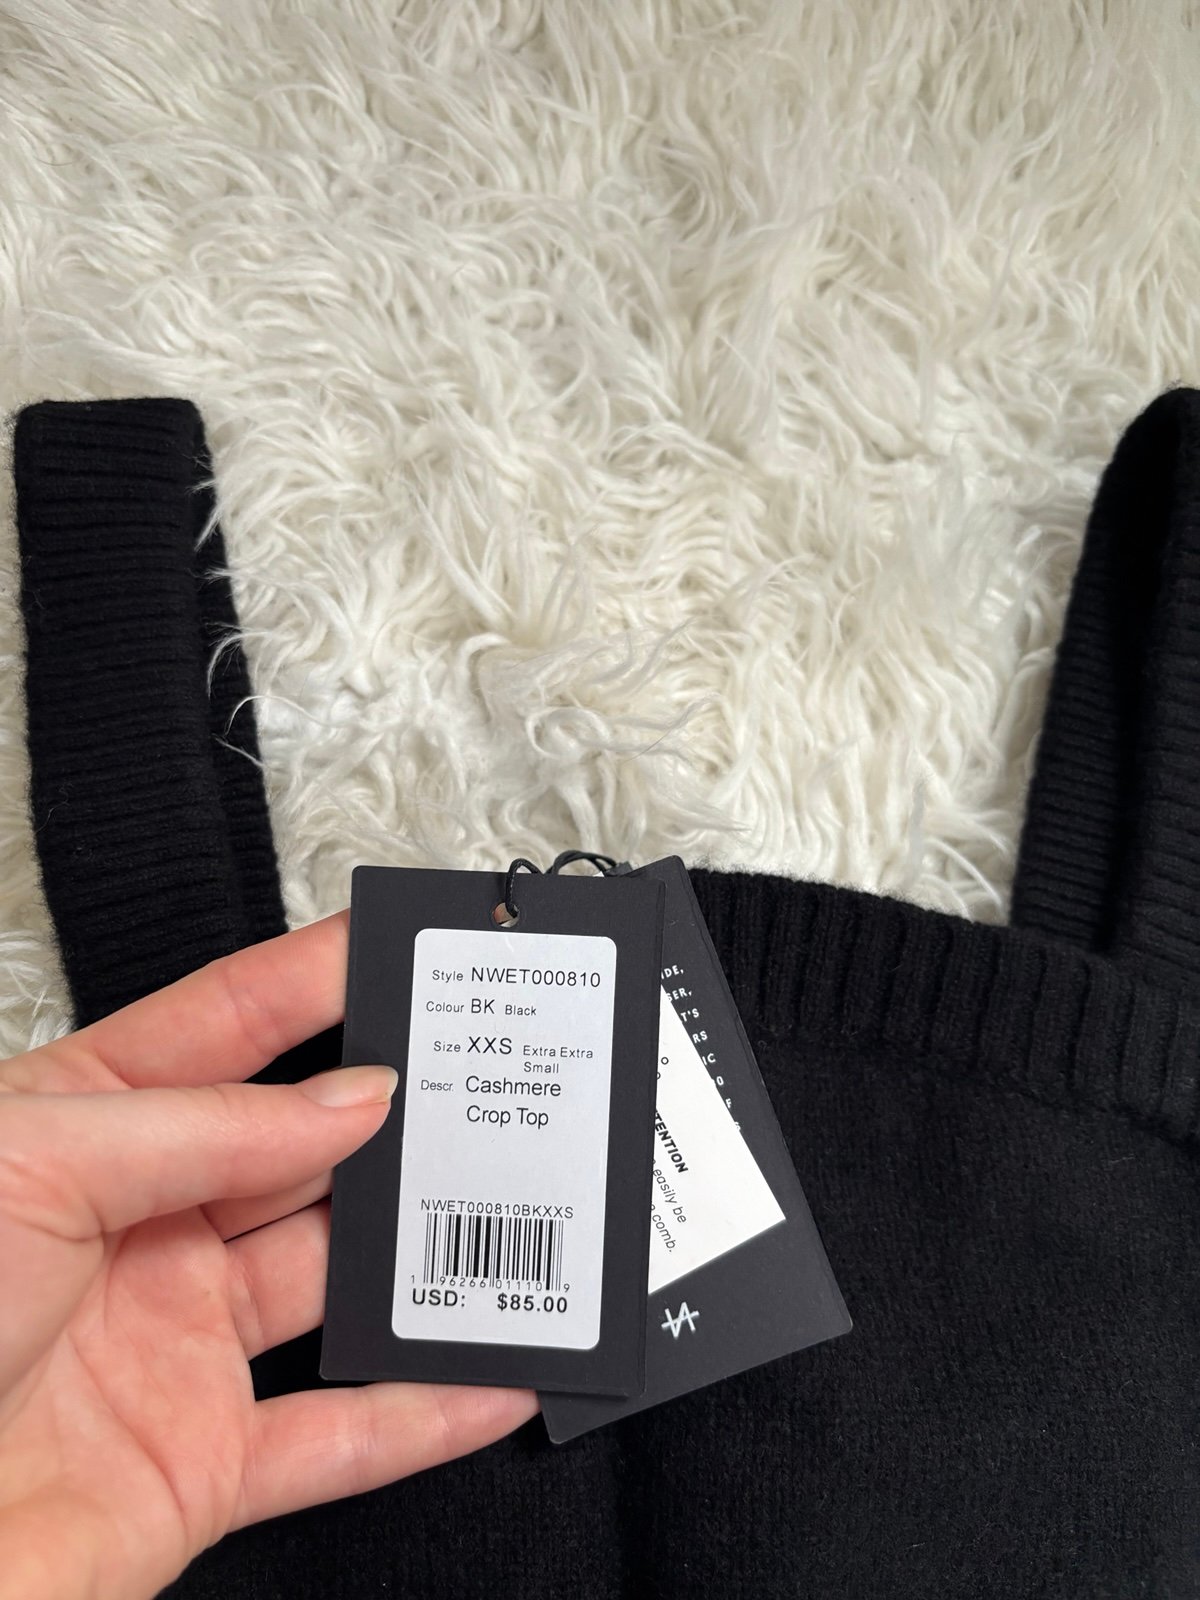 Style NWET000810
Colour BK Black
Size XXS Extra Extra
Small
Descr. Cashmere
Crop Top
NWET000810BKXXS
1 96266 01110 9
USD: $85.00
easily be
comb.